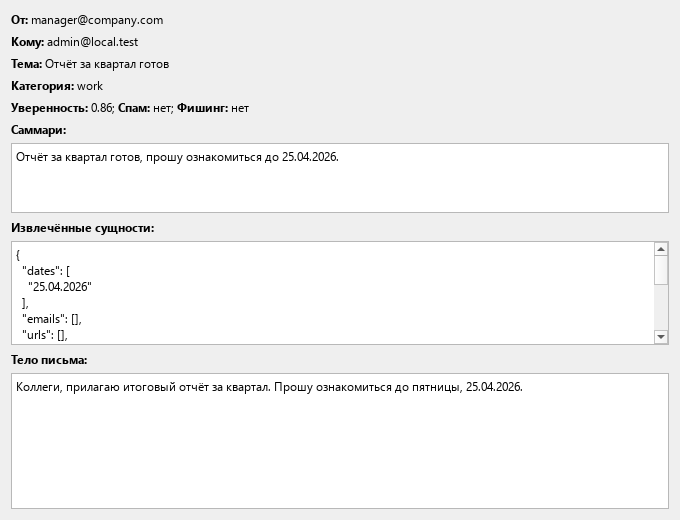 От: manager@company.com
Кому: admin@local.test
Тема: Отчёт за квартал готов
Категория: work
Уверенность: 0.86; Спам: нет; Фишинг: нет
Саммари:
Отчёт за квартал готов, прошу ознакомиться до 25.04.2026.
Извлечённые сущности:
{
"dates": [
"25.04.2026"
],
"emails": [],
"urls": [],
Тело письма:
Коллеги, прилагаю итоговый отчёт за квартал. Прошу ознакомиться до пятницы, 25.04.2026.